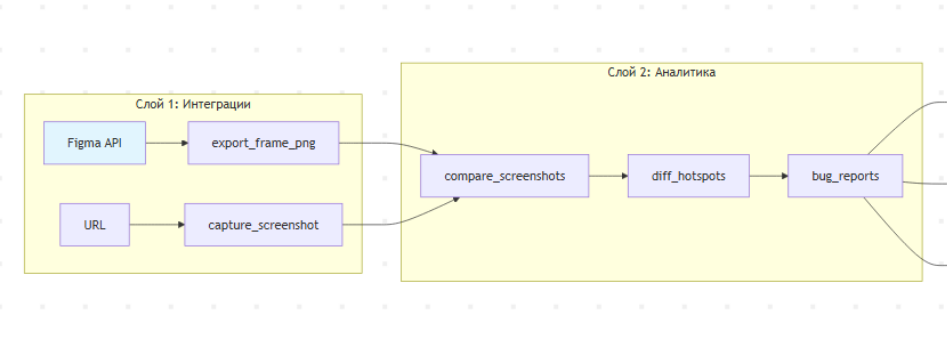 Слой 1: Интеграции
Figma API
export_frame_png
URL
capture_screenshot
Слой 2: Аналитика
compare_screenshots
diff_hotspots
bug_reports